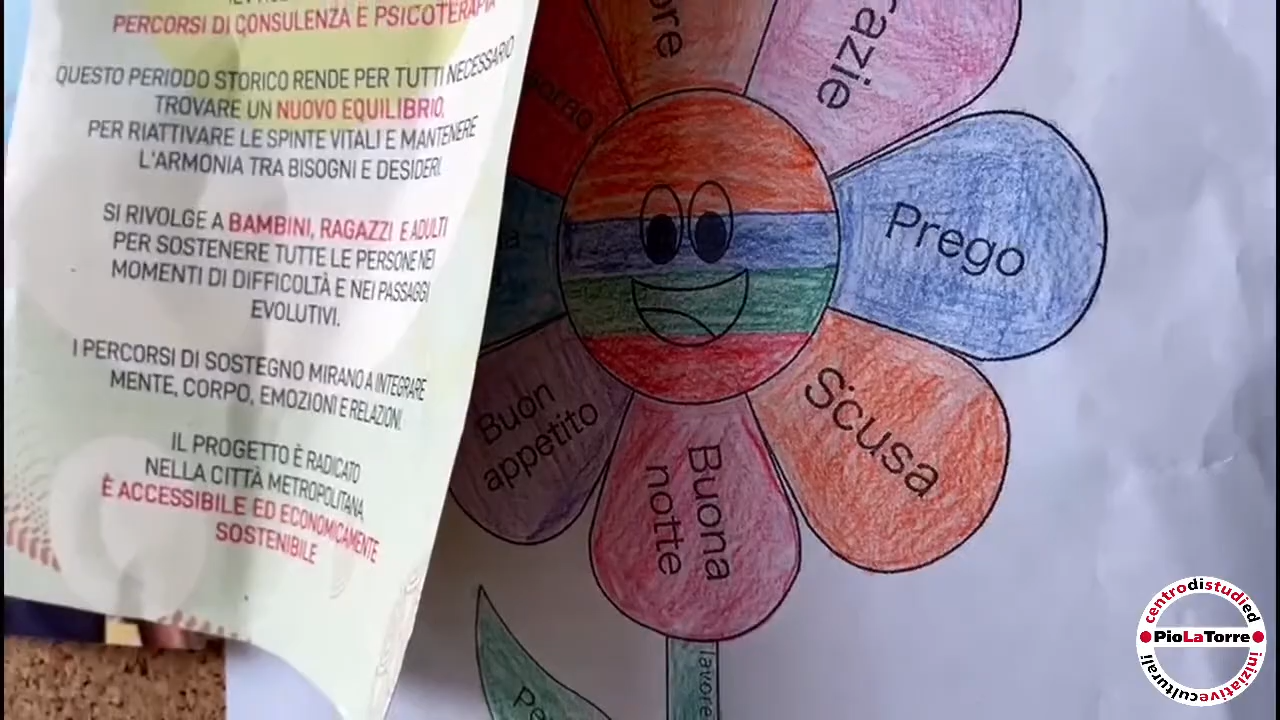 PERCORSI DI CONSULENZA E PSICOTERAPIA
QUESTO PERIODO STORICO RENDE PER TUTTI NECESSARIO
TROVARE UN NUOVO EQUILIBRIO,
PER RIATTIVARE LE SPINTE VITALI E MANTENERE
L'ARMONIA TRA BISOGNI E DESIDERI.
SI RIVOLGE A BAMBINI, RAGAZZI E ADULTI
PER SOSTENERE TUTTE LE PERSONE NEI
MOMENTI DI DIFFICOLTÀ E NEI PASSAGGI
EVOLUTIVI.
I PERCORSI DI SOSTEGNO MIRANO A INTEGRARE
MENTE, CORPO, EMOZIONI E RELAZIONI.
IL PROGETTO È RADICATO
NELLA CITTÀ METROPOLITANA,
È ACCESSIBILE ED ECONOMICAMENTE
SOSTENIBILE
Prego
Scusa
Buona
notte
Buon
appetito
centrodistudied
PioLaTorre
iniziativeculturali